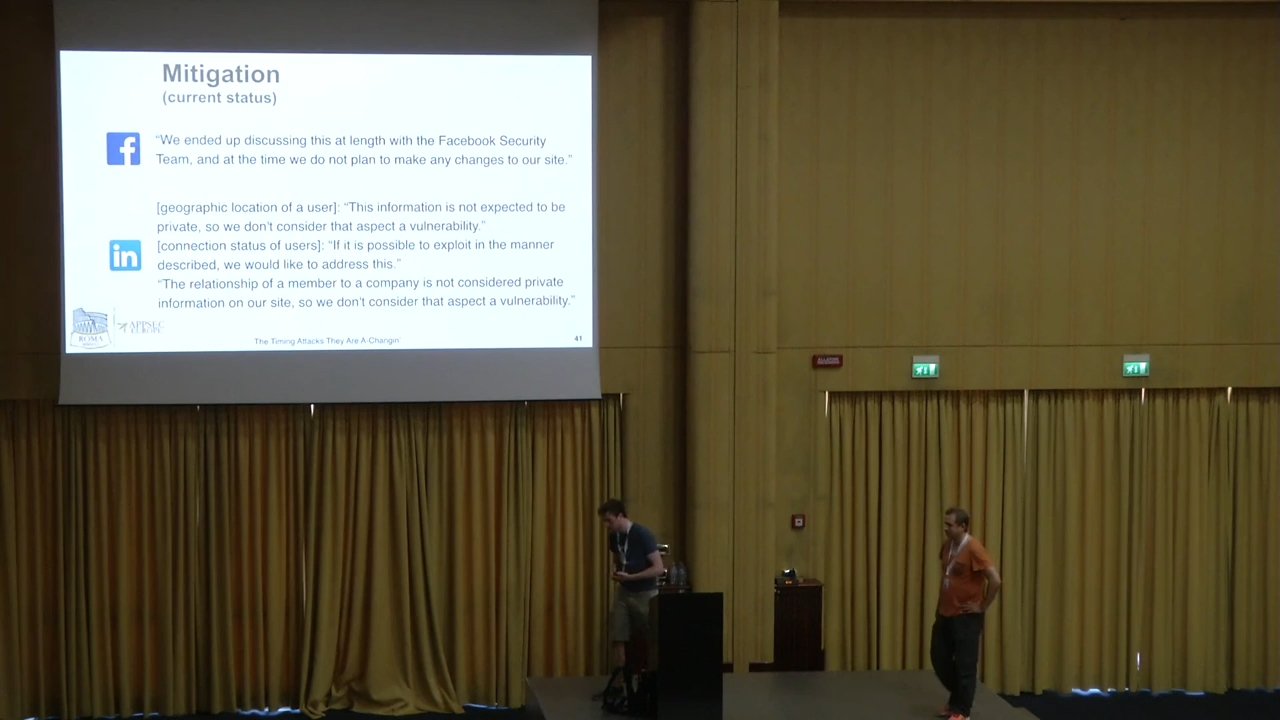 Mitigation
(current status)
f
"We ended up discussing this at length with the Facebook Security
Team, and at the time we do not plan to make any changes to our site."
[geographic location of a user]: "This information is not expected to be
private, so we don't consider that aspect a vulnerability."
in
[connection status of users]: "If it is possible to exploit in the manner
described, we would like to address this."
"The relationship of a member to a company is not considered private
information on our site, so we don't consider that aspect a vulnerability."
ROMA
APPSEC
EUROPE
The Timing Attacks They Are A-Changin'
41